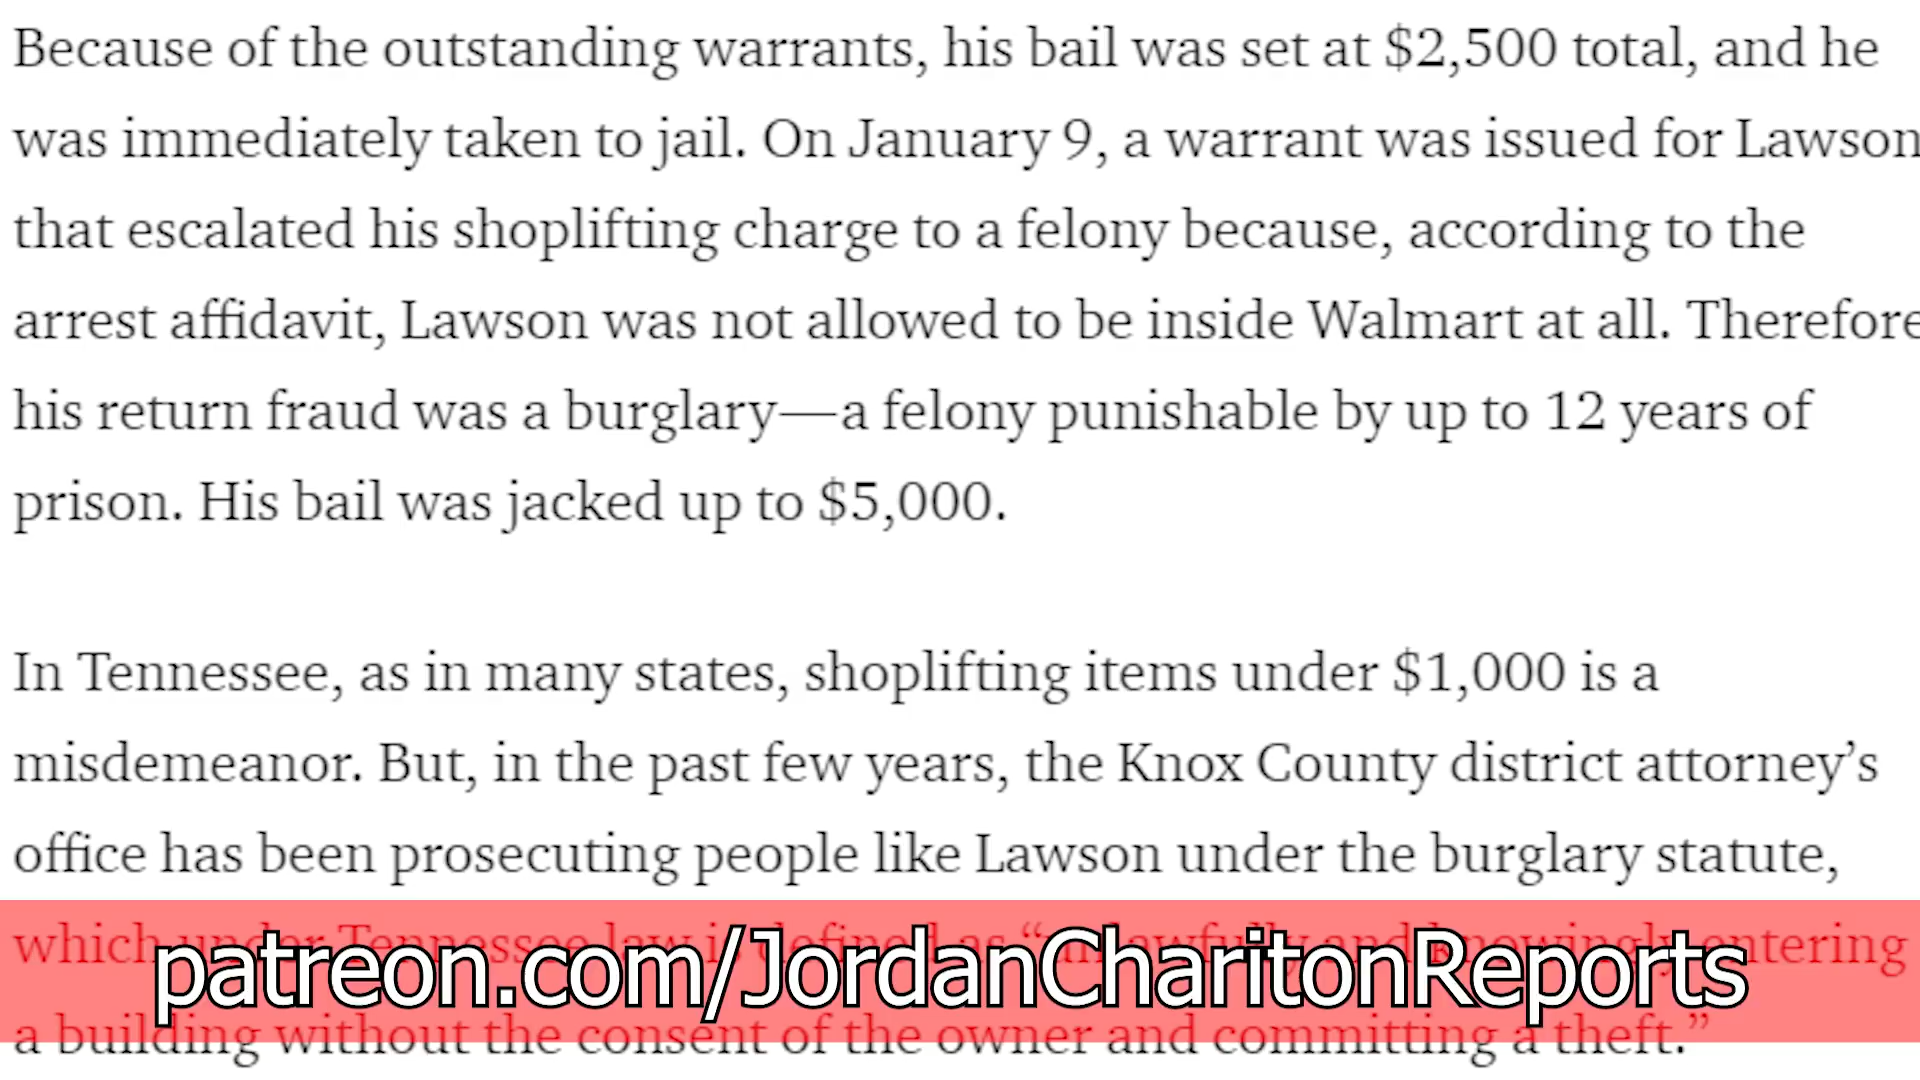 Because of the outstanding warrants, his bail was set at $2,500 total, and he
was immediately taken to jail. On January 9, a warrant was issued for Lawson
that escalated his shoplifting charge to a felony because, according to the
arrest affidavit, Lawson was not allowed to be inside Walmart at all. Therefore
his return fraud was a burglary—a felony punishable by up to 12 years of
prison. His bail was jacked up to $5,000.
In Tennessee, as in many states, shoplifting items under $1,000 is a
misdemeanor. But, in the past few years, the Knox County district attorney’s
office has been prosecuting people like Lawson under the burglary statute,
which under Tennessee law is defined as “unlawfully and knowingly entering
patreon.com/JordanCharitonReports
a building without the consent of the owner and committing a theft.”